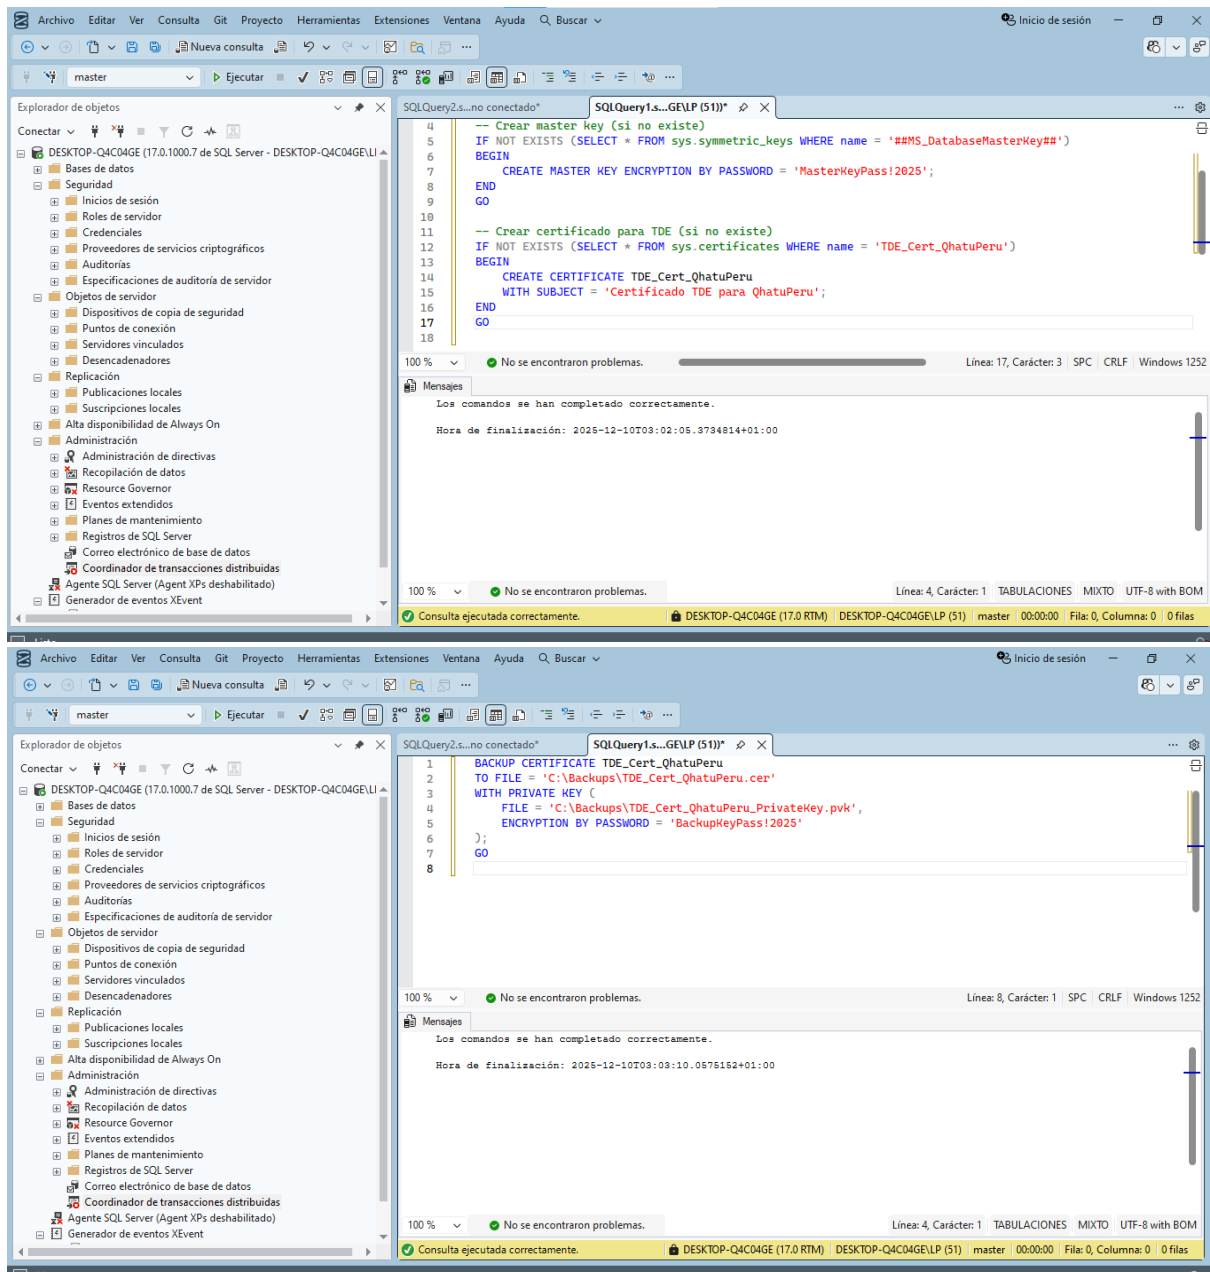 Archivo Editar Ver Consulta Git Proyecto Herramientas Extensiones Ventana Ayuda Buscar Inicio de sesión
Nueva consulta
master Ejecutar
Explorador de objetos
Conectar
DESKTOP-Q4C04GE (17.0.1000.7 de SQL Server - DESKTOP-Q4C04GE\LI
Bases de datos
Seguridad
Inicios de sesión
Roles de servidor
Credenciales
Proveedores de servicios criptográficos
Auditorías
Especificaciones de auditoría de servidor
Objetos de servidor
Dispositivos de copia de seguridad
Puntos de conexión
Servidores vinculados
Desencadenadores
Replicación
Publicaciones locales
Suscripciones locales
Alta disponibilidad de Always On
Administración
Administración de directivas
Recopilación de datos
Resource Governor
Eventos extendidos
Planes de mantenimiento
Registros de SQL Server
Correo electrónico de base de datos
Coordinador de transacciones distribuidas
Agente SQL Server (Agent XPs deshabilitado)
Generador de eventos XEvent
SQLQuery2.s...no conectado* SQLQuery1.s...GE\LP (51))*
4 -- Crear master key (si no existe)
5 IF NOT EXISTS (SELECT * FROM sys.symmetric_keys WHERE name = '##MS_DatabaseMasterKey##')
6 BEGIN
7 CREATE MASTER KEY ENCRYPTION BY PASSWORD = 'MasterKeyPass!2025';
8 END
9 GO
10
11 -- Crear certificado para TDE (si no existe)
12 IF NOT EXISTS (SELECT * FROM sys.certificates WHERE name = 'TDE_Cert_QhatuPeru')
13 BEGIN
14 CREATE CERTIFICATE TDE_Cert_QhatuPeru
15 WITH SUBJECT = 'Certificado TDE para QhatuPeru';
16 END
17 GO
18
100 % No se encontraron problemas. Línea: 17, Carácter: 3 SPC CRLF Windows 1252
Mensajes
Los comandos se han completado correctamente.
Hora de finalización: 2025-12-10T03:02:05.3734814+01:00
100 % No se encontraron problemas. Línea: 4, Carácter: 1 TABULACIONES MIXTO UTF-8 with BOM
Consulta ejecutada correctamente. DESKTOP-Q4C04GE (17.0 RTM) DESKTOP-Q4C04GE\LP (51) master 00:00:00 Fila: 0, Columna: 0 0 filas
Archivo Editar Ver Consulta Git Proyecto Herramientas Extensiones Ventana Ayuda Buscar Inicio de sesión
Nueva consulta
master Ejecutar
Explorador de objetos
Conectar
DESKTOP-Q4C04GE (17.0.1000.7 de SQL Server - DESKTOP-Q4C04GE\LI
Bases de datos
Seguridad
Inicios de sesión
Roles de servidor
Credenciales
Proveedores de servicios criptográficos
Auditorías
Especificaciones de auditoría de servidor
Objetos de servidor
Dispositivos de copia de seguridad
Puntos de conexión
Servidores vinculados
Desencadenadores
Replicación
Publicaciones locales
Suscripciones locales
Alta disponibilidad de Always On
Administración
Administración de directivas
Recopilación de datos
Resource Governor
Eventos extendidos
Planes de mantenimiento
Registros de SQL Server
Correo electrónico de base de datos
Coordinador de transacciones distribuidas
Agente SQL Server (Agent XPs deshabilitado)
Generador de eventos XEvent
SQLQuery2.s...no conectado* SQLQuery1.s...GE\LP (51))*
1 BACKUP CERTIFICATE TDE_Cert_QhatuPeru
2 TO FILE = 'C:\Backups\TDE_Cert_QhatuPeru.cer'
3 WITH PRIVATE KEY (
4 FILE = 'C:\Backups\TDE_Cert_QhatuPeru_PrivateKey.pvk',
5 ENCRYPTION BY PASSWORD = 'BackupKeyPass!2025'
6 );
7 GO
8
100 % No se encontraron problemas. Línea: 8, Carácter: 1 SPC CRLF Windows 1252
Mensajes
Los comandos se han completado correctamente.
Hora de finalización: 2025-12-10T03:03:10.0575152+01:00
100 % No se encontraron problemas. Línea: 4, Carácter: 1 TABULACIONES MIXTO UTF-8 with BOM
Consulta ejecutada correctamente. DESKTOP-Q4C04GE (17.0 RTM) DESKTOP-Q4C04GE\LP (51) master 00:00:00 Fila: 0, Columna: 0 0 filas